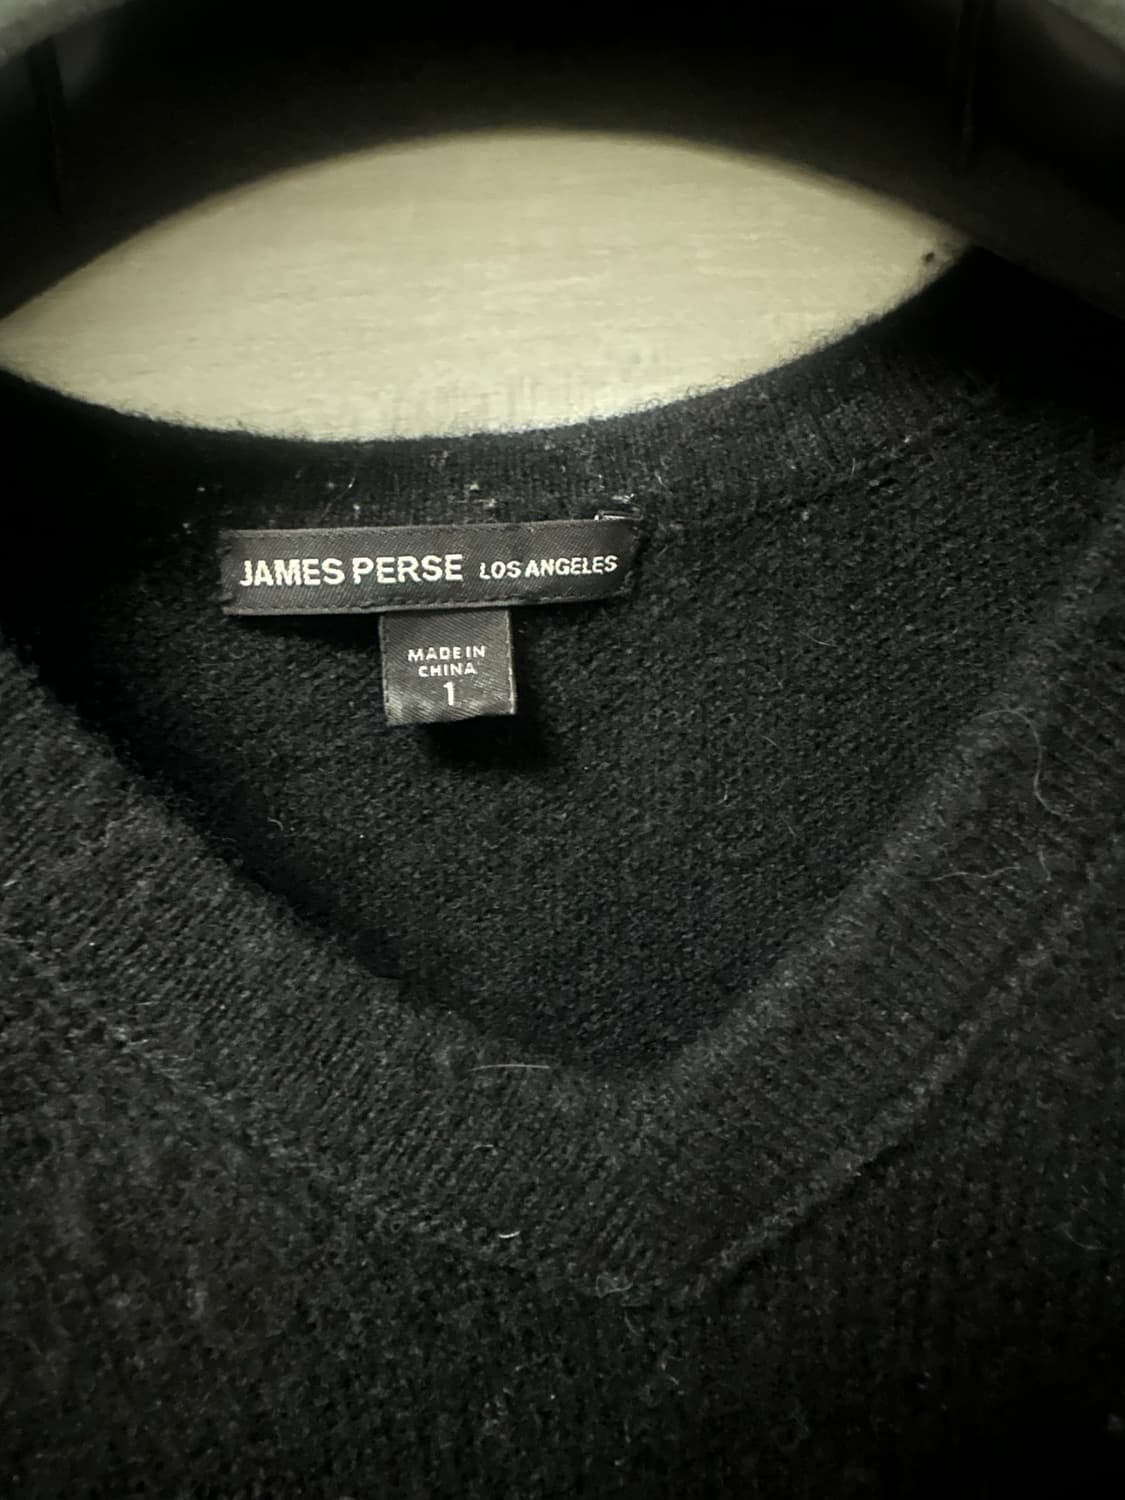 JAMES PERSE LOS ANGELES
MADE IN
CHINA
1